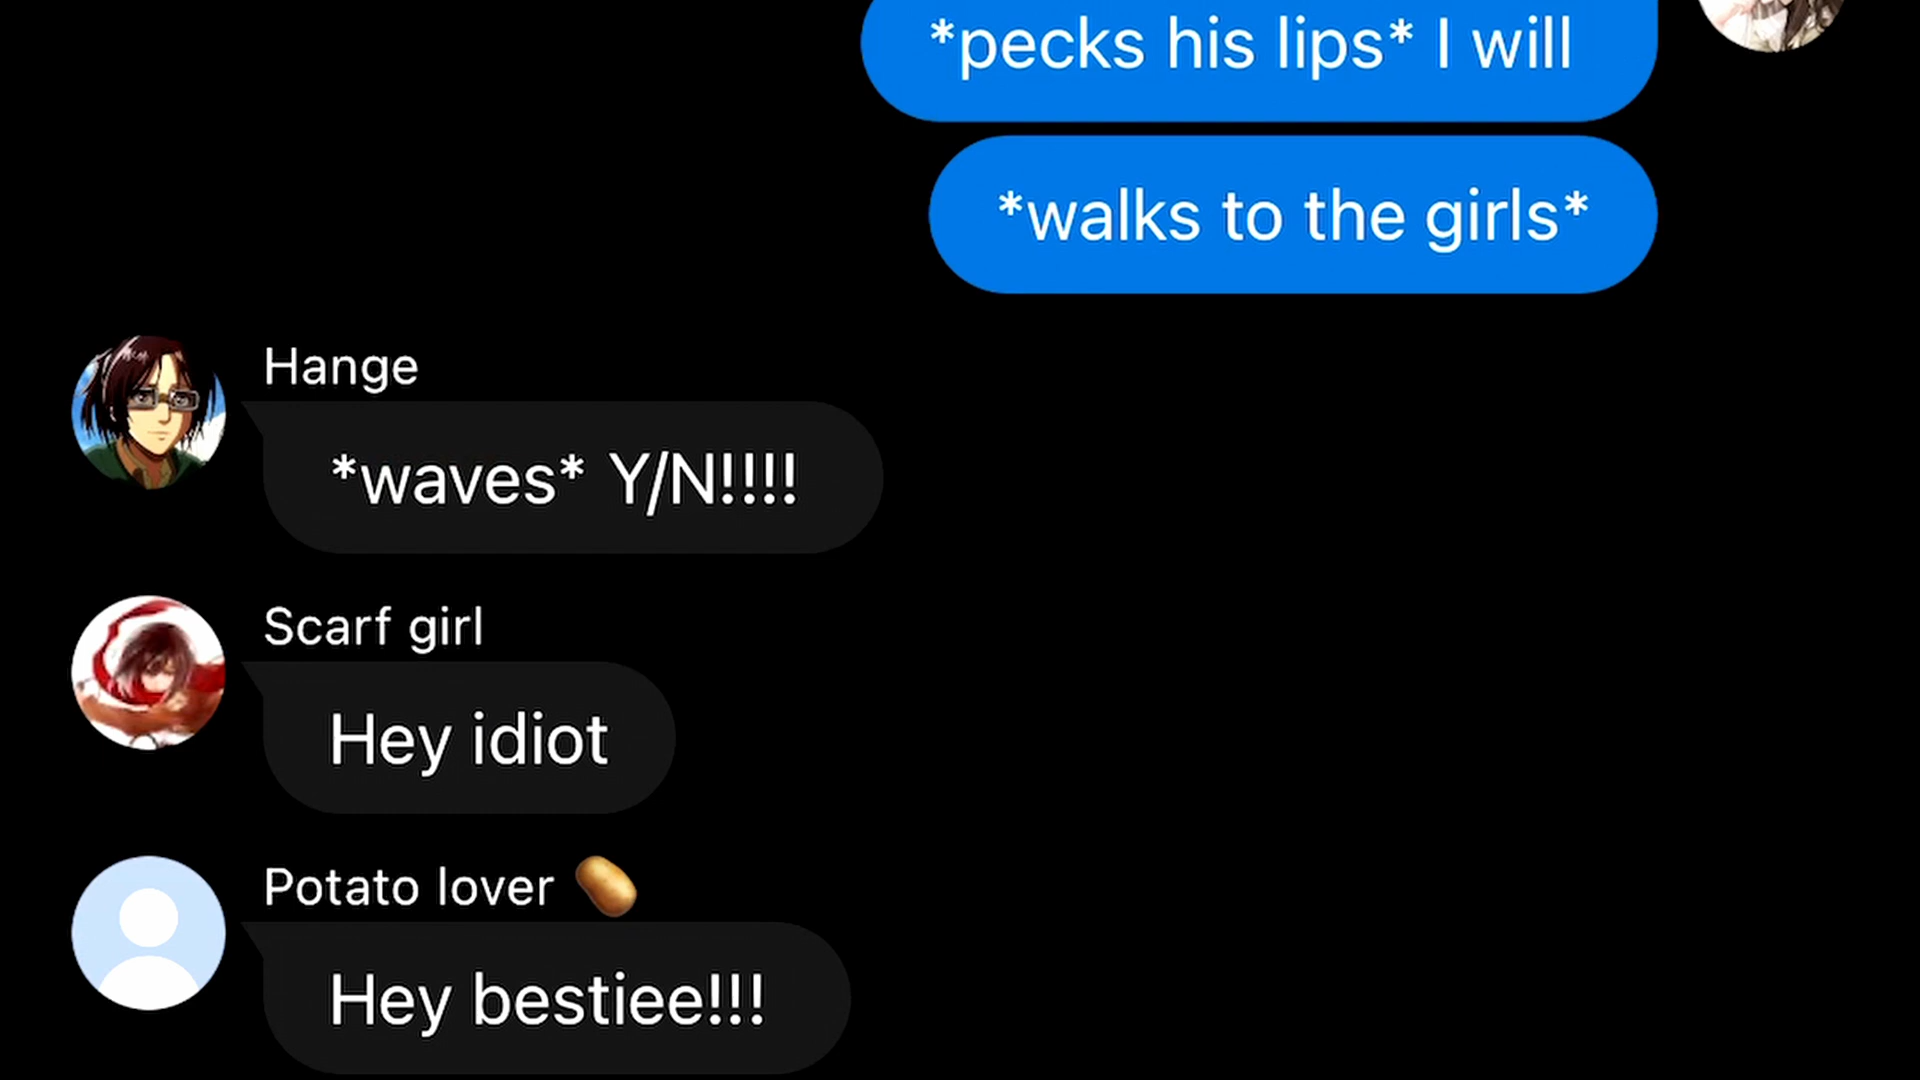 *pecks his lips* I will
*walks to the girls*
Hange
*waves* Y/N!!!!
Scarf girl
Hey idiot
Potato lover 🥔
Hey bestiee!!!